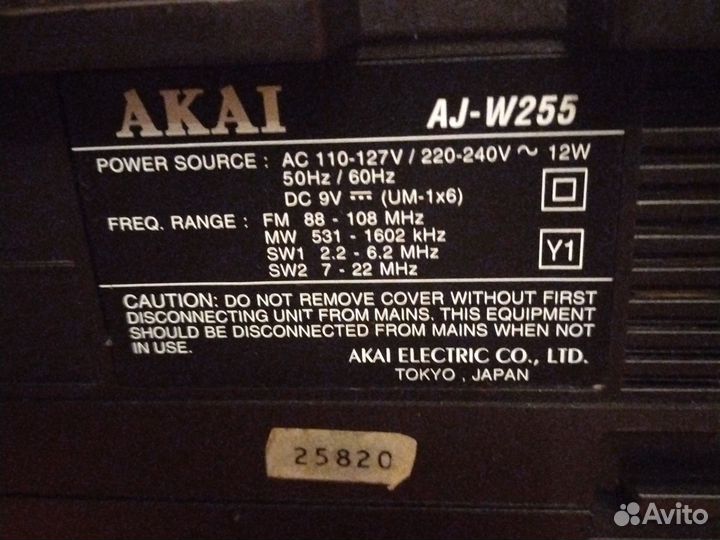 AKAI AJ-W255
POWER SOURCE : AC 110-127V / 220-240V ~ 12W
50Hz / 60Hz
DC 9V ⎓ (UM-1x6)
FREQ. RANGE : FM 88 - 108 MHz
MW 531 - 1602 kHz
SW1 2.2 - 6.2 MHz
SW2 7 - 22 MHz
Y1
CAUTION: DO NOT REMOVE COVER WITHOUT FIRST
DISCONNECTING UNIT FROM MAINS. THIS EQUIPMENT
SHOULD BE DISCONNECTED FROM MAINS WHEN NOT
IN USE.
AKAI ELECTRIC CO., LTD.
TOKYO , JAPAN
25820
Avito